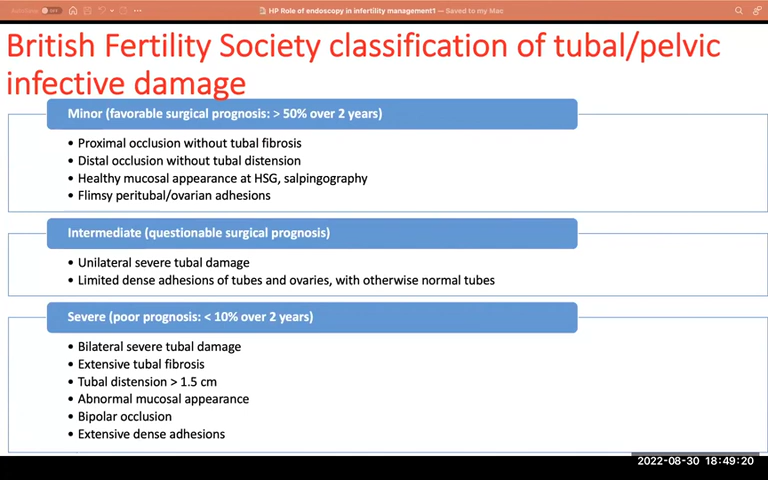 AutoSave OFF
HP Role of endoscopy in infertility management1 — Saved to my Mac
British Fertility Society classification of tubal/pelvic
infective damage
Minor (favorable surgical prognosis: > 50% over 2 years)
• Proximal occlusion without tubal fibrosis
• Distal occlusion without tubal distension
• Healthy mucosal appearance at HSG, salpingography
• Flimsy peritubal/ovarian adhesions
Intermediate (questionable surgical prognosis)
• Unilateral severe tubal damage
• Limited dense adhesions of tubes and ovaries, with otherwise normal tubes
Severe (poor prognosis: < 10% over 2 years)
• Bilateral severe tubal damage
• Extensive tubal fibrosis
• Tubal distension > 1.5 cm
• Abnormal mucosal appearance
• Bipolar occlusion
• Extensive dense adhesions
2022-08-30 18:49:20